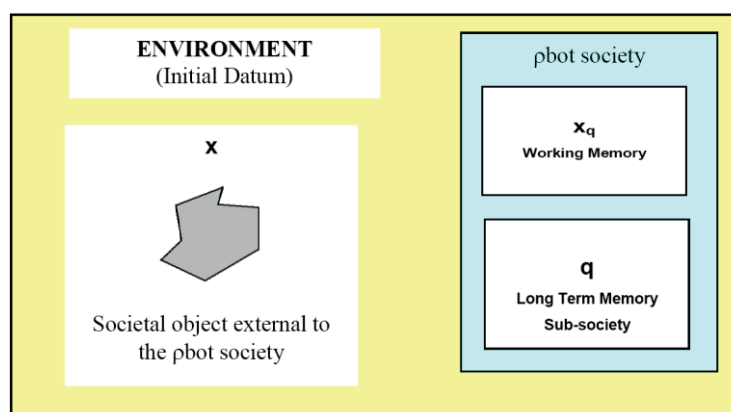 ENVIRONMENT
(Initial Datum)
x
Societal object external to
the ρbot society
ρbot society
xq
Working Memory
q
Long Term Memory
Sub-society